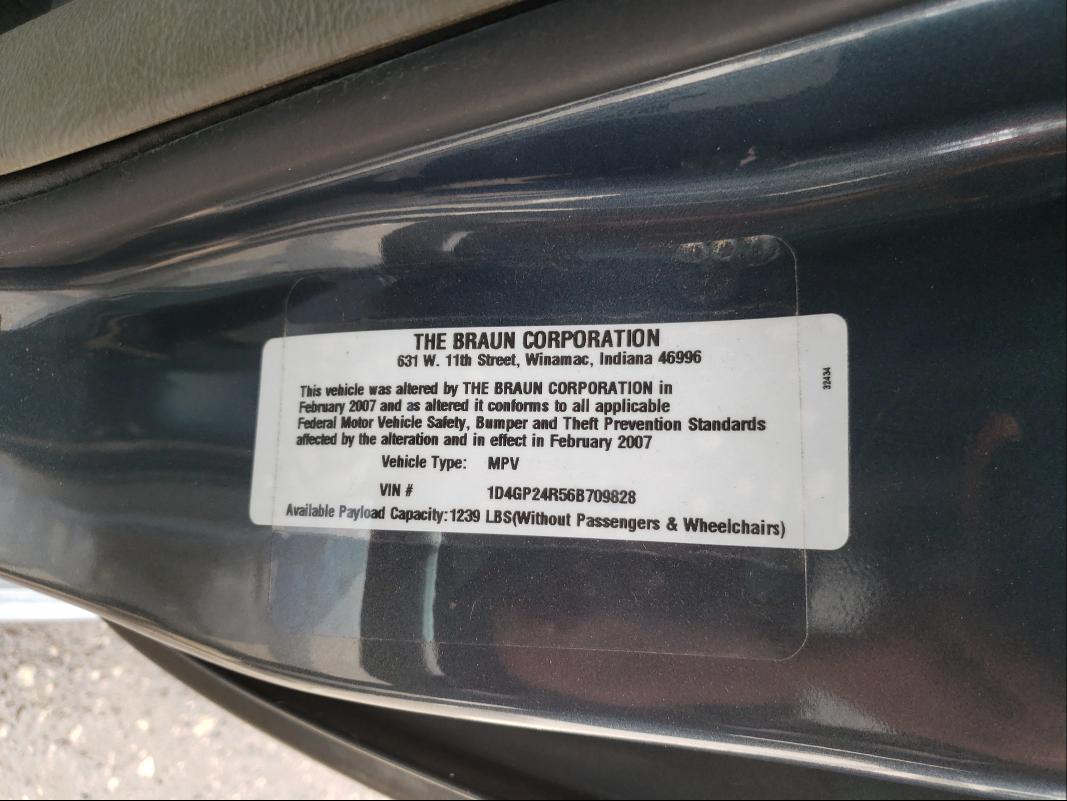 THE BRAUN CORPORATION
631 W. 11th Street, Winamac, Indiana 46996
This vehicle was altered by THE BRAUN CORPORATION in
February 2007 and as altered it conforms to all applicable
Federal Motor Vehicle Safety, Bumper and Theft Prevention Standards
affected by the alteration and in effect in February 2007
Vehicle Type: MPV
VIN # 1D4GP24R56B709828
Available Payload Capacity:1239 LBS(Without Passengers & Wheelchairs)
32434